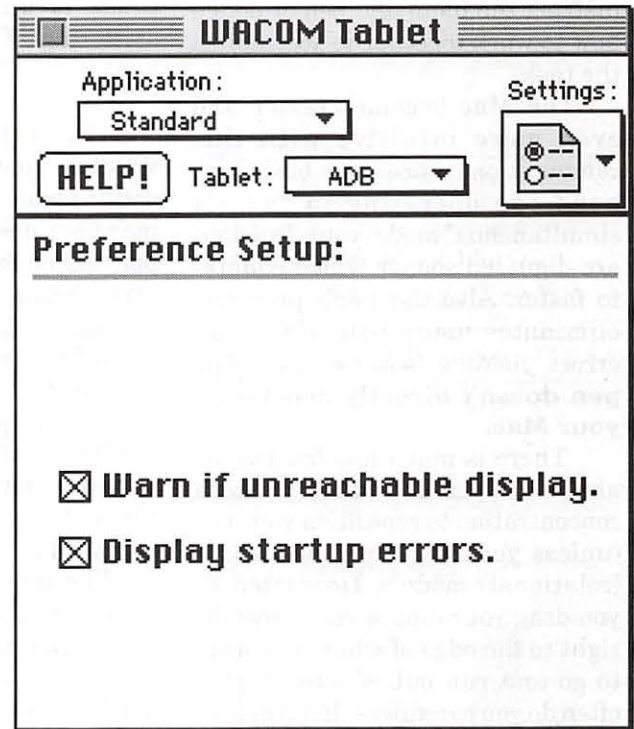 WACOM Tablet
Application:
Standard
Settings:
HELP!
Tablet:
ADB
Preference Setup:
Warn if unreachable display.
Display startup errors.